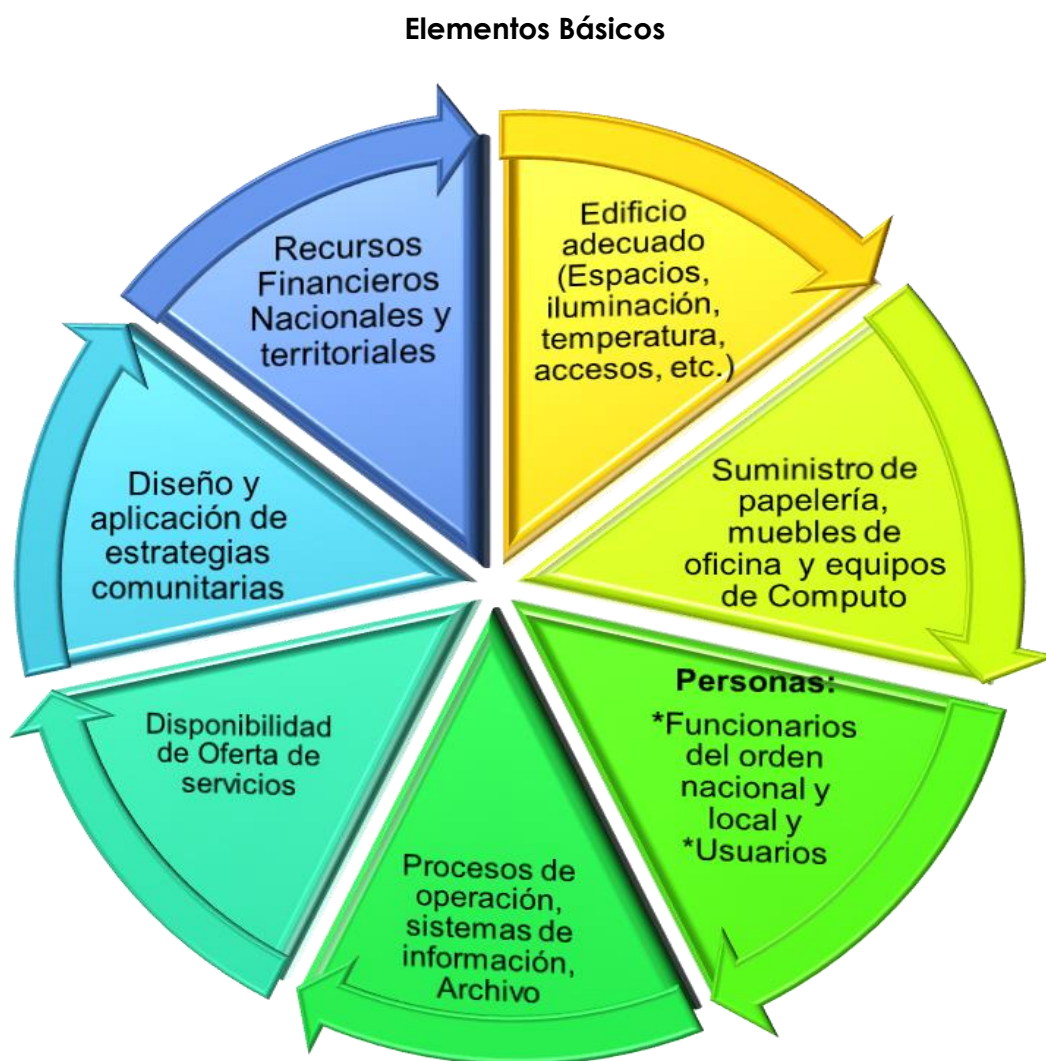 Elementos Básicos
Edificio
adecuado
(Espacios,
iluminación,
temperatura,
accesos, etc.)
Suministro de
papelería,
muebles de
oficina y equipos
de Computo
Personas:
*Funcionarios
del orden
nacional y
local y
*Usuarios
Procesos de
operación,
sistemas de
información,
Archivo
Disponibilidad
de Oferta de
servicios
Diseño y
aplicación de
estrategias
comunitarias
Recursos
Financieros
Nacionales y
territoriales